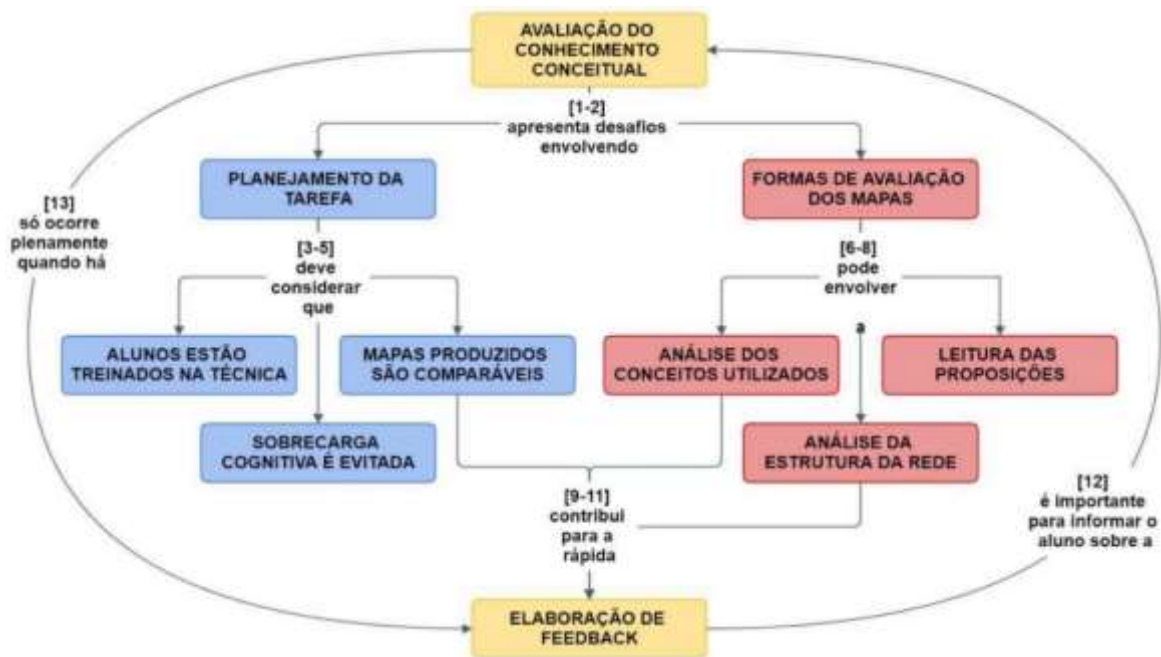 AVALIAÇÃO DO
CONHECIMENTO
CONCEITUAL
[1-2]
apresenta desafios
envolvendo
PLANEJAMENTO DA
TAREFA
FORMAS DE AVALIAÇÃO
DOS MAPAS
[13]
só ocorre
plenamente
quando há
[3-5]
deve
considerar
que
[6-8]
pode
envolver
a
ALUNOS ESTÃO
TREINADOS NA TÉCNICA
MAPAS PRODUZIDOS
SÃO COMPARÁVEIS
ANÁLISE DOS
CONCEITOS UTILIZADOS
LEITURA DAS
PROPOSIÇÕES
SOBRECARGA
COGNITIVA É EVITADA
ANÁLISE DA
ESTRUTURA DA REDE
[9-11]
contribui
para a
rápida
[12]
é importante
para informar o
aluno sobre a
ELABORAÇÃO DE
FEEDBACK